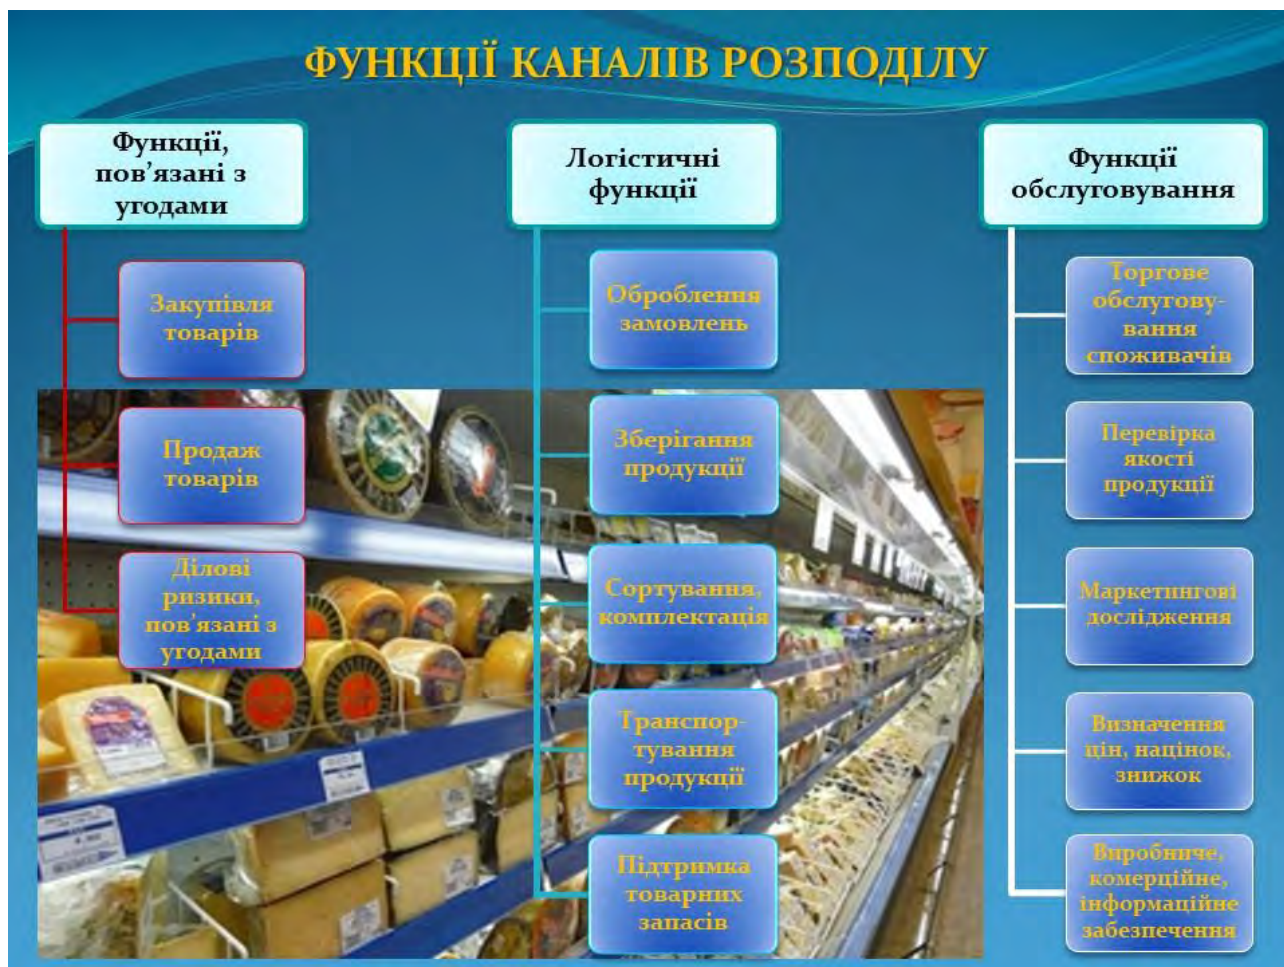 ФУНКЦІЇ КАНАЛІВ РОЗПОДІЛУ
Функції,
пов’язані з
угодами
Закупівля
товарів
Продаж
товарів
Ділові
ризики,
пов’язані з
угодами
Логістичні
функції
Оброблення
замовлень
Зберігання
продукції
Сортування,
комплектація
Транспор-
тування
продукції
Підтримка
товарних
запасів
Функції
обслуговування
Торгове
обслугову-
вання
споживачів
Перевірка
якості
продукції
Маркетингові
дослідження
Визначення
цін, націнок,
знижок
Виробниче,
комерційне,
інформаційне
забезпечення